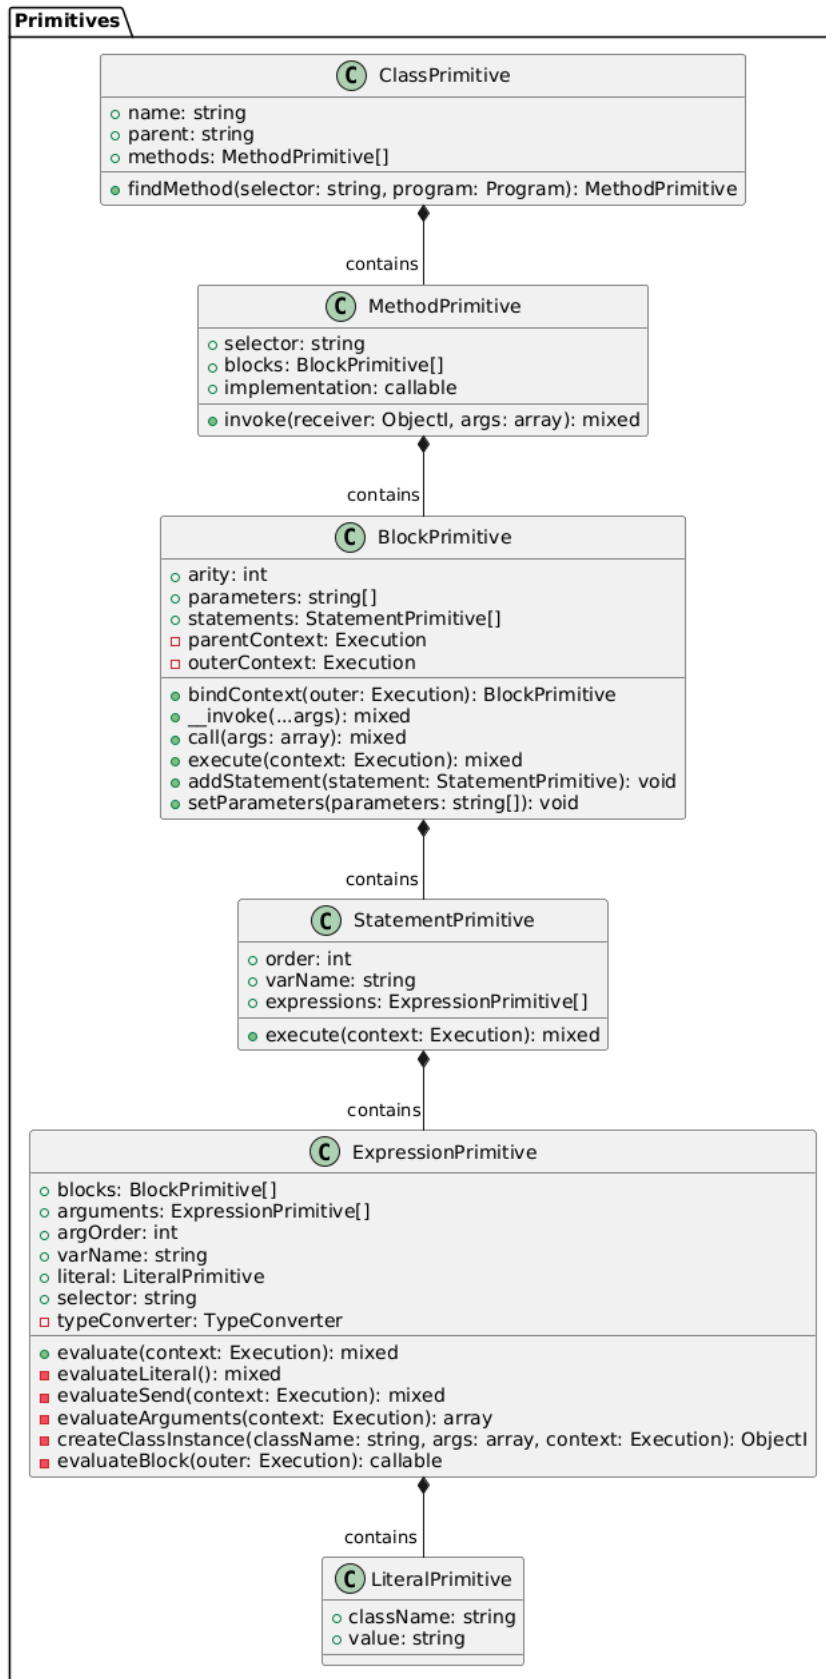 Primitives
C ClassPrimitive
name: string
parent: string
methods: MethodPrimitive[]
findMethod(selector: string, program: Program): MethodPrimitive
contains
C MethodPrimitive
selector: string
blocks: BlockPrimitive[]
implementation: callable
invoke(receiver: ObjectI, args: array): mixed
contains
C BlockPrimitive
arity: int
parameters: string[]
statements: StatementPrimitive[]
parentContext: Execution
outerContext: Execution
bindContext(outer: Execution): BlockPrimitive
__invoke(...args): mixed
call(args: array): mixed
execute(context: Execution): mixed
addStatement(statement: StatementPrimitive): void
setParameters(parameters: string[]): void
contains
C StatementPrimitive
order: int
varName: string
expressions: ExpressionPrimitive[]
execute(context: Execution): mixed
contains
C ExpressionPrimitive
blocks: BlockPrimitive[]
arguments: ExpressionPrimitive[]
argOrder: int
varName: string
literal: LiteralPrimitive
selector: string
typeConverter: TypeConverter
evaluate(context: Execution): mixed
evaluateLiteral(): mixed
evaluateSend(context: Execution): mixed
evaluateArguments(context: Execution): array
createClassInstance(className: string, args: array, context: Execution): ObjectI
evaluateBlock(outer: Execution): callable
contains
C LiteralPrimitive
className: string
value: string